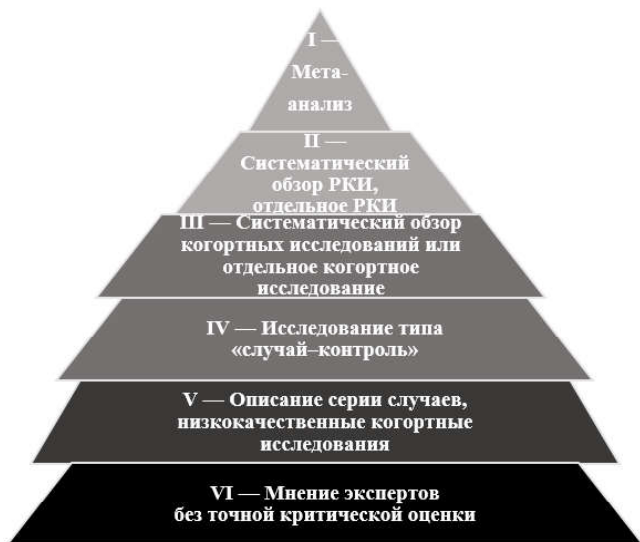 I —
Мета-
анализ
II —
Систематический
обзор РКИ,
отдельное РКИ
III — Систематический обзор
когортных исследований или
отдельное когортное
исследование
IV — Исследование типа
«случай–контроль»
V — Описание серии случаев,
низкокачественные когортные
исследования
VI — Мнение экспертов
без точной критической оценки